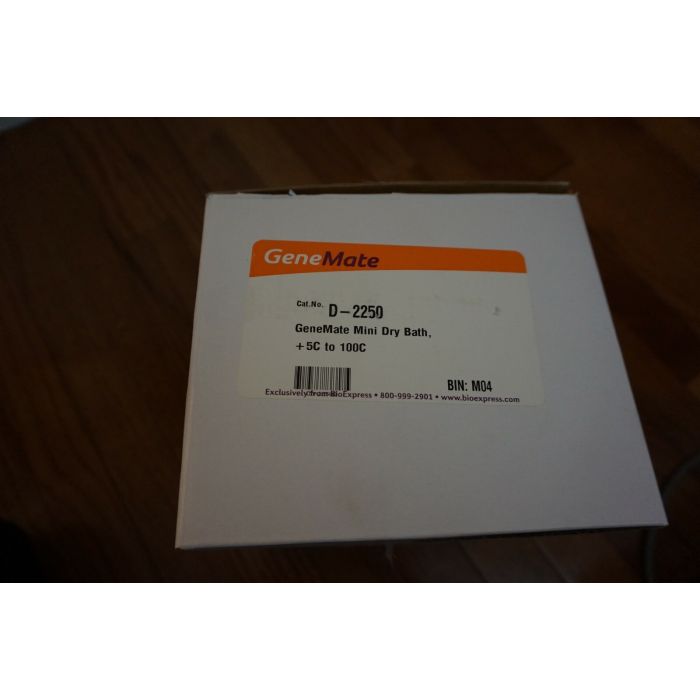 GeneMate
Cat.No. D-2250
GeneMate Mini Dry Bath,
+5C to 100C
BIN: M04
Exclusively from BioExpress • 800-999-2901 • www.bioexpress.com